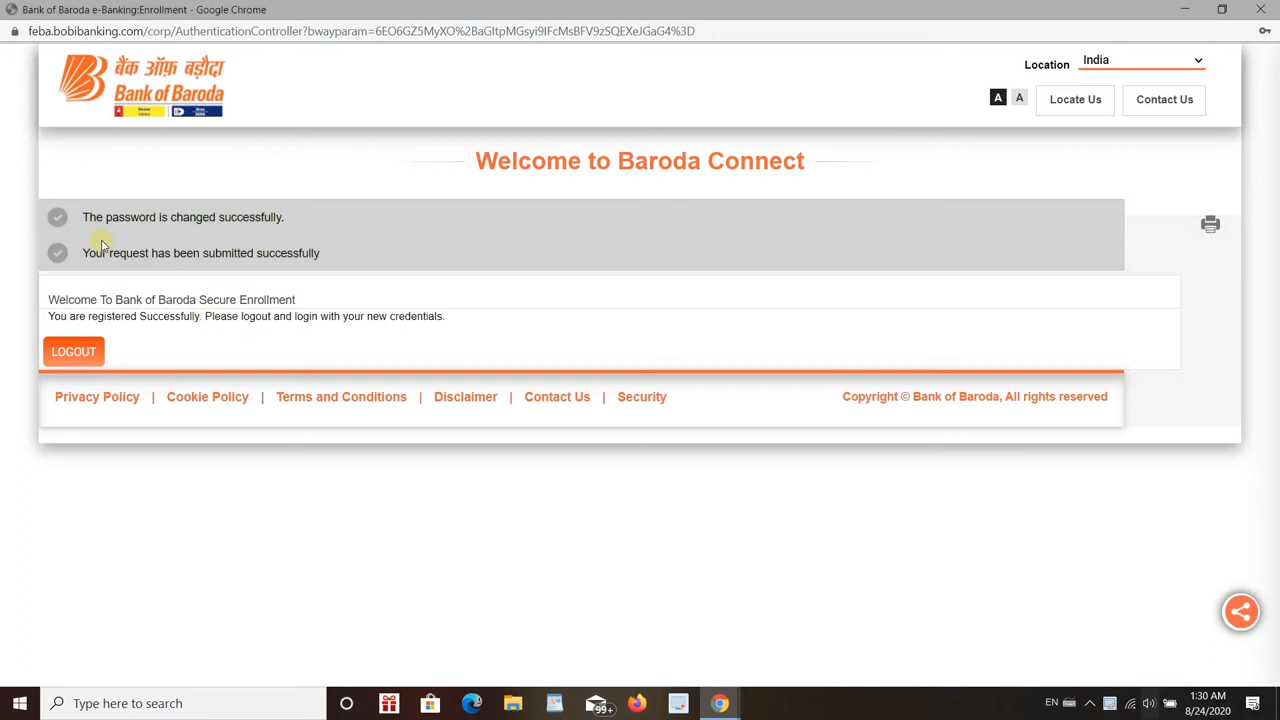 Bank of Baroda e-Banking:Enrollment - Google Chrome
feba.bobibanking.com/corp/AuthenticationController?bwayparam=6EO6GZ5MyXO%2BaGItpMGsyi9IFcMsBFV9zSQEXeJGaG4%3D
बैंक ऑफ़ बड़ौदा
Bank of Baroda
Location India
A A Locate Us Contact Us
Welcome to Baroda Connect
The password is changed successfully.
Your request has been submitted successfully
Welcome To Bank of Baroda Secure Enrollment
You are registered Successfully. Please logout and login with your new credentials.
LOGOUT
Privacy Policy | Cookie Policy | Terms and Conditions | Disclaimer | Contact Us | Security Copyright © Bank of Baroda, All rights reserved
Type here to search
99+
EN
1:30 AM
8/24/2020